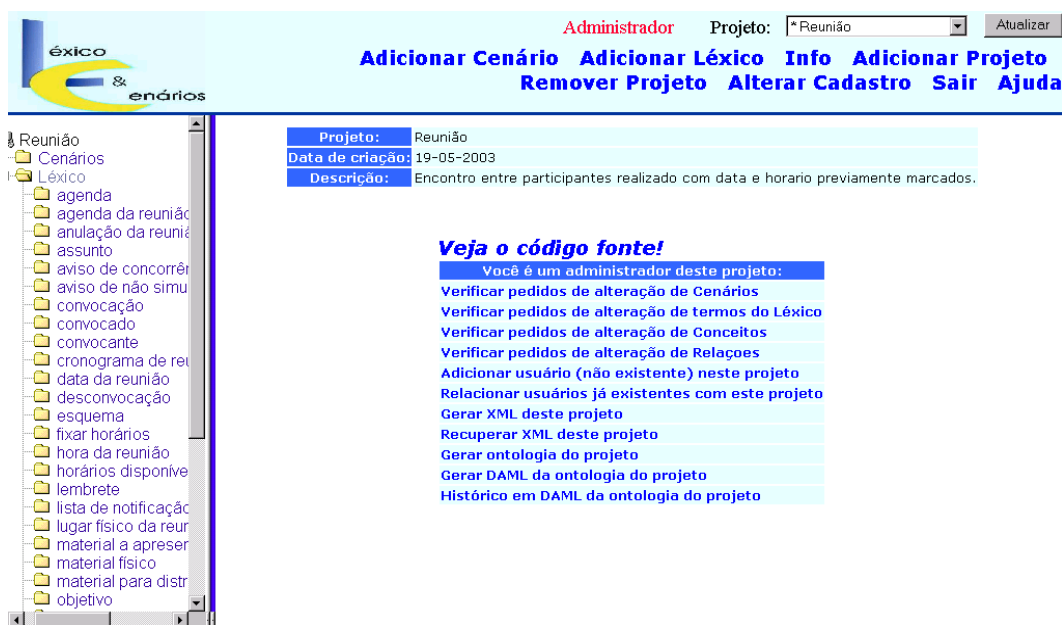 Léxico
&
Cenários
Administrador Projeto: * Reunião Atualizar
Adicionar Cenário Adicionar Léxico Info Adicionar Projeto
Remover Projeto Alterar Cadastro Sair Ajuda
Reunião
Cenários
Léxico
agenda
agenda da reunião
anulação da reuniã
assunto
aviso de concorrên
aviso de não simu
convocação
convocado
convocante
cronograma de reu
data da reunião
desconvocação
esquema
fixar horários
hora da reunião
horários disponíve
lembrete
lista de notificação
lugar físico da reun
material a apresen
material físico
material para distr
objetivo
Projeto: Reunião
Data de criação: 19-05-2003
Descrição: Encontro entre participantes realizado com data e horario previamente marcados.
Veja o código fonte!
Você é um administrador deste projeto:
Verificar pedidos de alteração de Cenários
Verificar pedidos de alteração de termos do Léxico
Verificar pedidos de alteração de Conceitos
Verificar pedidos de alteração de Relaçoes
Adicionar usuário (não existente) neste projeto
Relacionar usuários já existentes com este projeto
Gerar XML deste projeto
Recuperar XML deste projeto
Gerar ontologia do projeto
Gerar DAML da ontologia do projeto
Histórico em DAML da ontologia do projeto